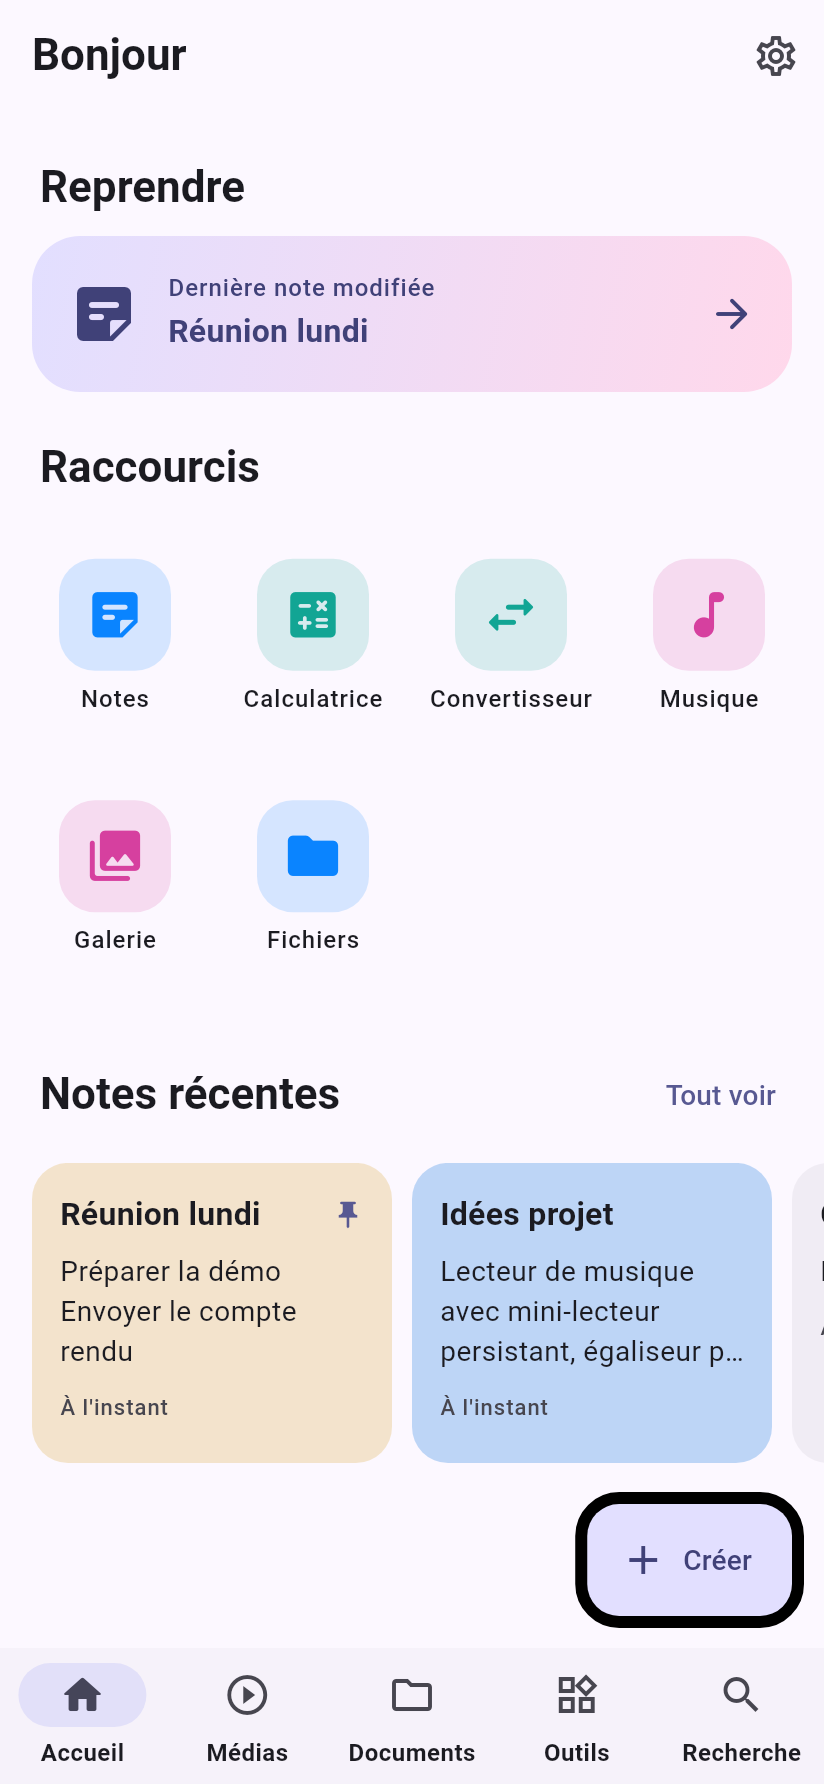 Bonjour
Reprendre
Dernière note modifiée
Réunion lundi
Raccourcis
Notes
Calculatrice
Convertisseur
Musique
Galerie
Fichiers
Notes récentes
Tout voir
Réunion lundi
Préparer la démo
Envoyer le compte
rendu
À l'instant
Idées projet
Lecteur de musique
avec mini-lecteur
persistant, égaliseur p…
À l'instant
Créer
Accueil
Médias
Documents
Outils
Recherche